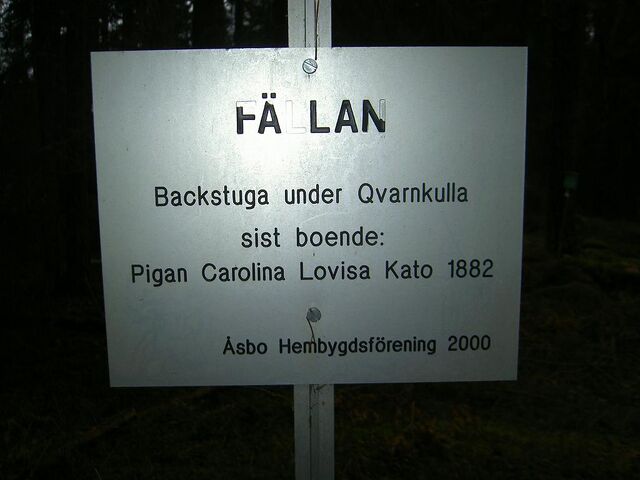 FÄLLAN
Backstuga under Qvarnkulla
sist boende:
Pigan Carolina Lovisa Kato 1882
Åsbo Hembygdsförening 2000